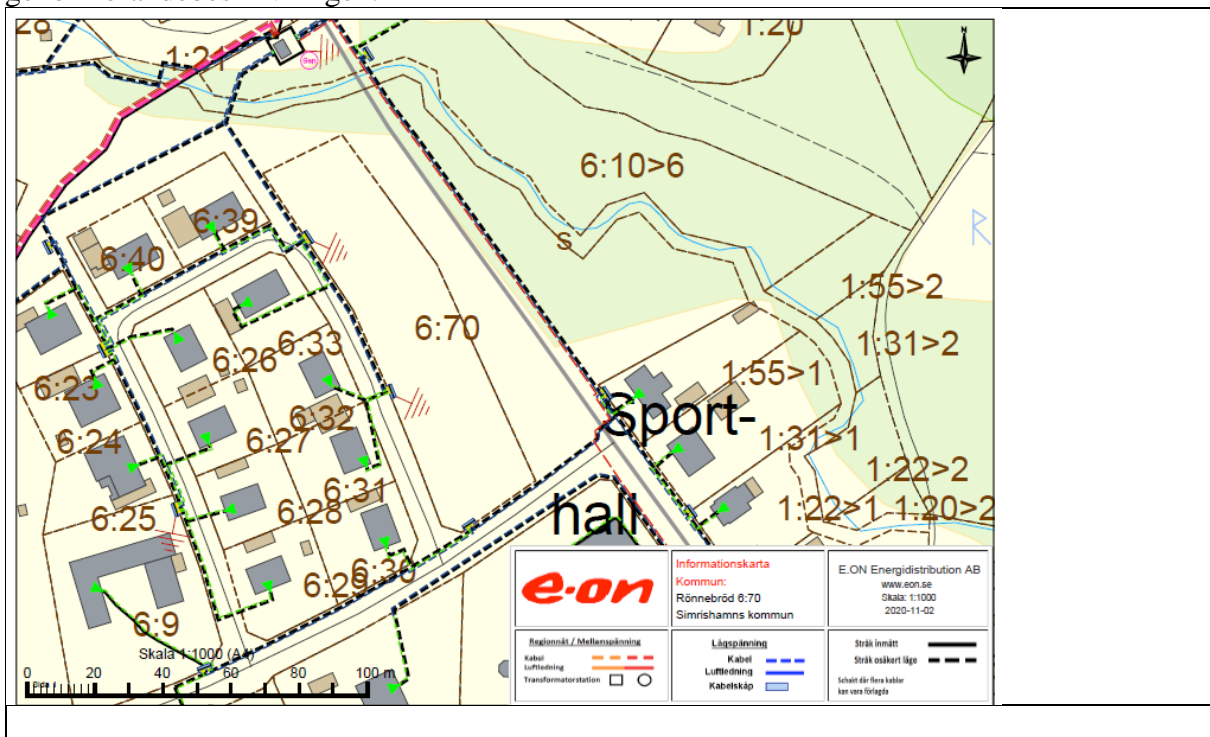 :28
1:21
1:20
6:10>6
S
R
6:39
6:40
1:55>2
6:70
1:31>2
6:26
6:33
6:23
1:55>1
6:32
Sport-
6:24
6:27
1:31>1
6:31
1:22>2
6:25
6:28
hall
1:22>1
1:20>2
6:29
6:30
6:9
Skala 1:1000 (A4)
0 20 40 60 80 100 m
e·on
Informationskarta
Kommun:
Rönnebröd 6:70
Simrishamns kommun
E.ON Energidistribution AB
www.eon.se
Skala: 1:1000
2020-11-02
Regionnät / Mellanspänning
Kabel
Luftledning
Transformatorstation
Lågspänning
Kabel
Luftledning
Kabelskåp
Stråk inmätt
Stråk osäkert läge
Schakt där flera kablar
kan vara förlagda